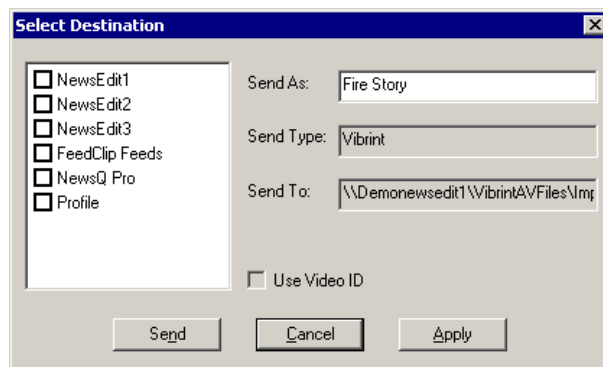 Select Destination
NewsEdit1
NewsEdit2
NewsEdit3
FeedClip Feeds
NewsQ Pro
Profile
Send As: Fire Story
Send Type: Vibrint
Send To: \\Demonewsedit1\VibrintAVFiles\Imp
Use Video ID
Send Cancel Apply